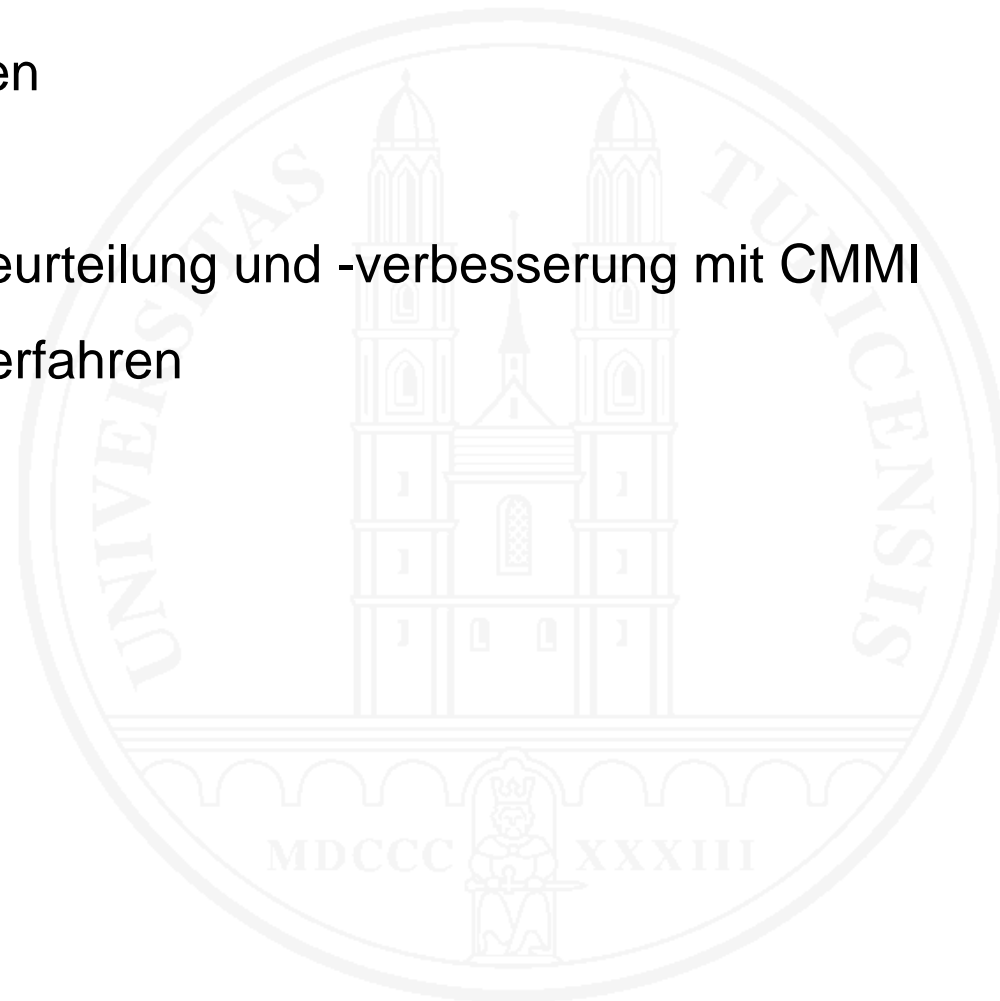 en
eurteilung und -verbesserung mit CMMI
erfahren
UNIVERSITAS TURICENSIS
MDCCC XXXIII